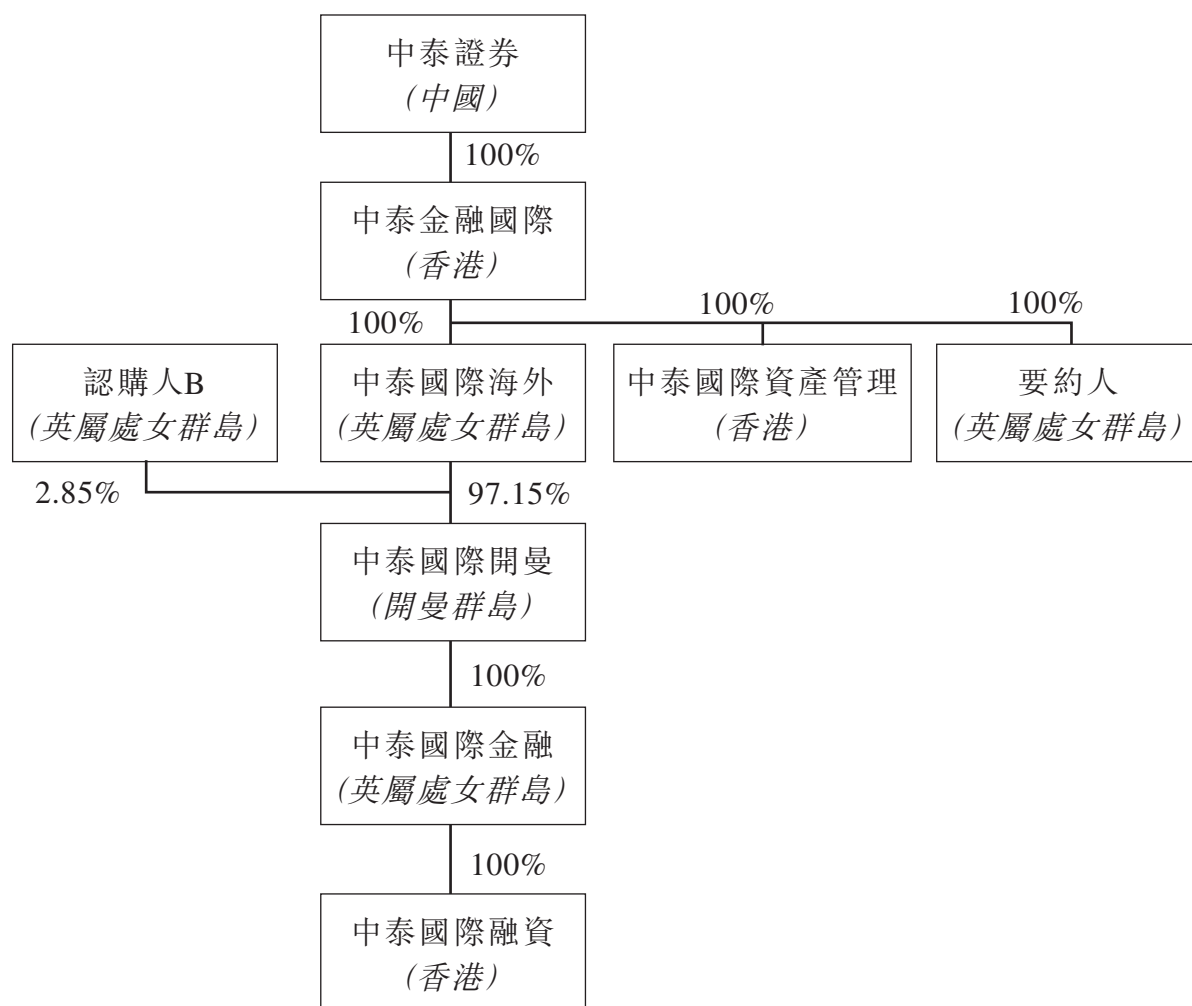 中泰證券
(中國)
100%
中泰金融國際
(香港)
100%
100%
100%
認購人B
(英屬處女群島)
中泰國際海外
(英屬處女群島)
中泰國際資產管理
(香港)
要約人
(英屬處女群島)
2.85%
97.15%
中泰國際開曼
(開曼群島)
100%
中泰國際金融
(英屬處女群島)
100%
中泰國際融資
(香港)